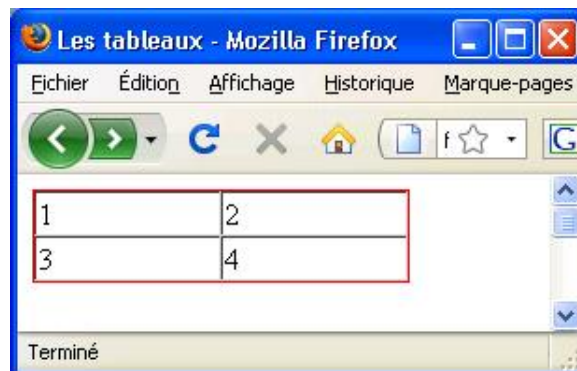 Les tableaux - Mozilla Firefox
Fichier Édition Affichage Historique Marque-pages
f G
1 2
3 4
Terminé